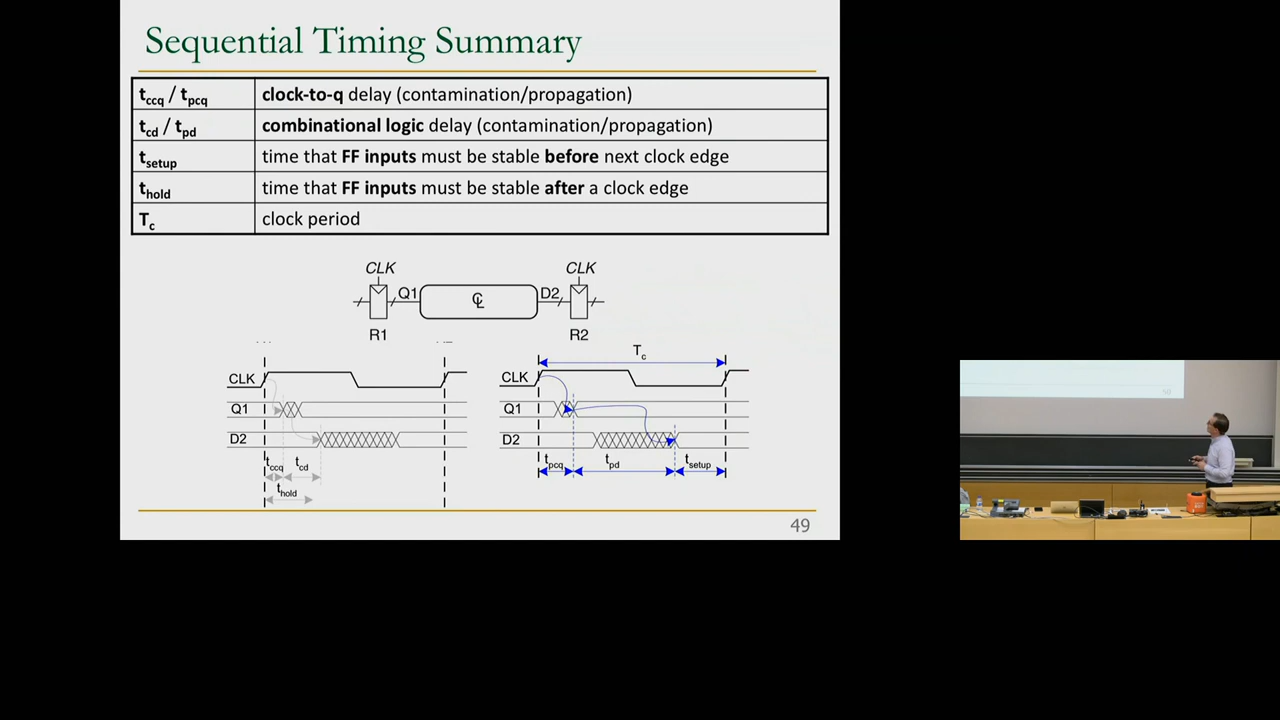 Sequential Timing Summary
tccq / tpcq clock-to-q delay (contamination/propagation)
tcd / tpd combinational logic delay (contamination/propagation)
tsetup time that FF inputs must be stable before next clock edge
thold time that FF inputs must be stable after a clock edge
Tc clock period
CLK CLK
Q1 CL D2
R1 R2
Tc
CLK
Q1
D2
tccq tcd
thold
CLK
Q1
D2
tpcq tpd tsetup
49